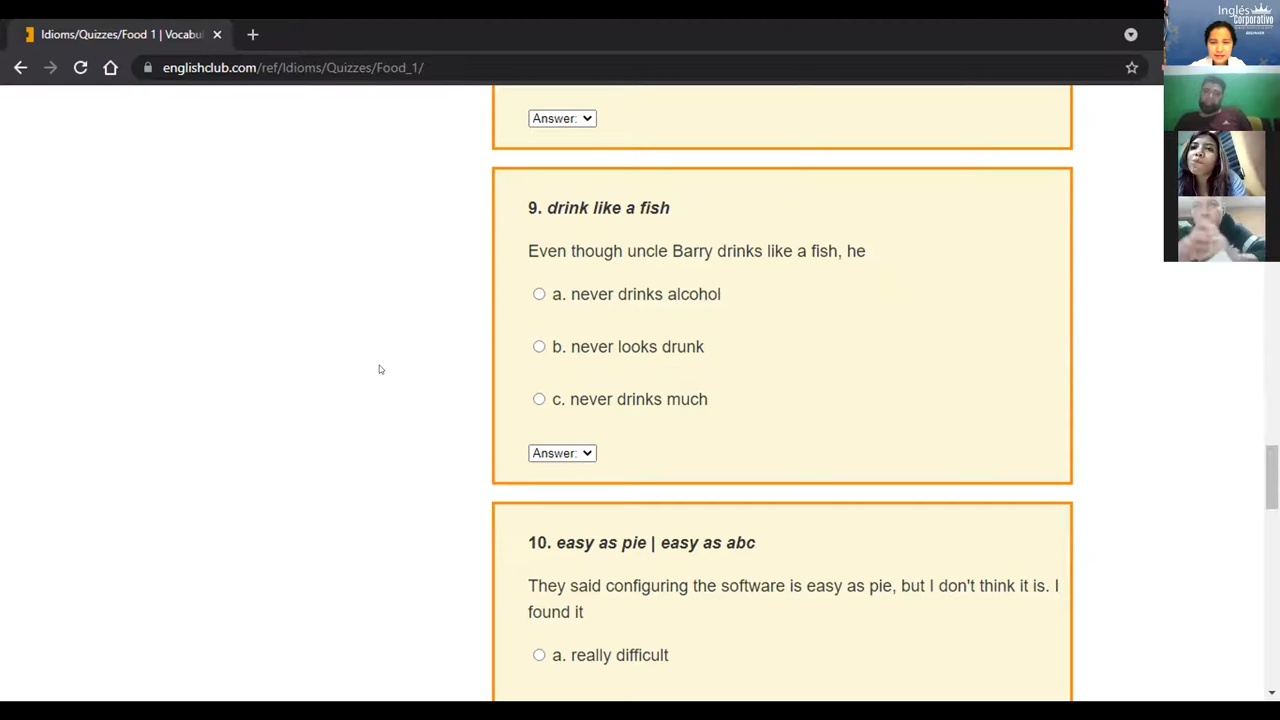 Idioms/Quizzes/Food 1 | Vocabu
englishclub.com/ref/Idioms/Quizzes/Food_1/
Inglés
Corporativo
BEGINNER
Answer:
9. drink like a fish
Even though uncle Barry drinks like a fish, he
a. never drinks alcohol
b. never looks drunk
c. never drinks much
Answer:
10. easy as pie | easy as abc
They said configuring the software is easy as pie, but I don't think it is. I
found it
a. really difficult